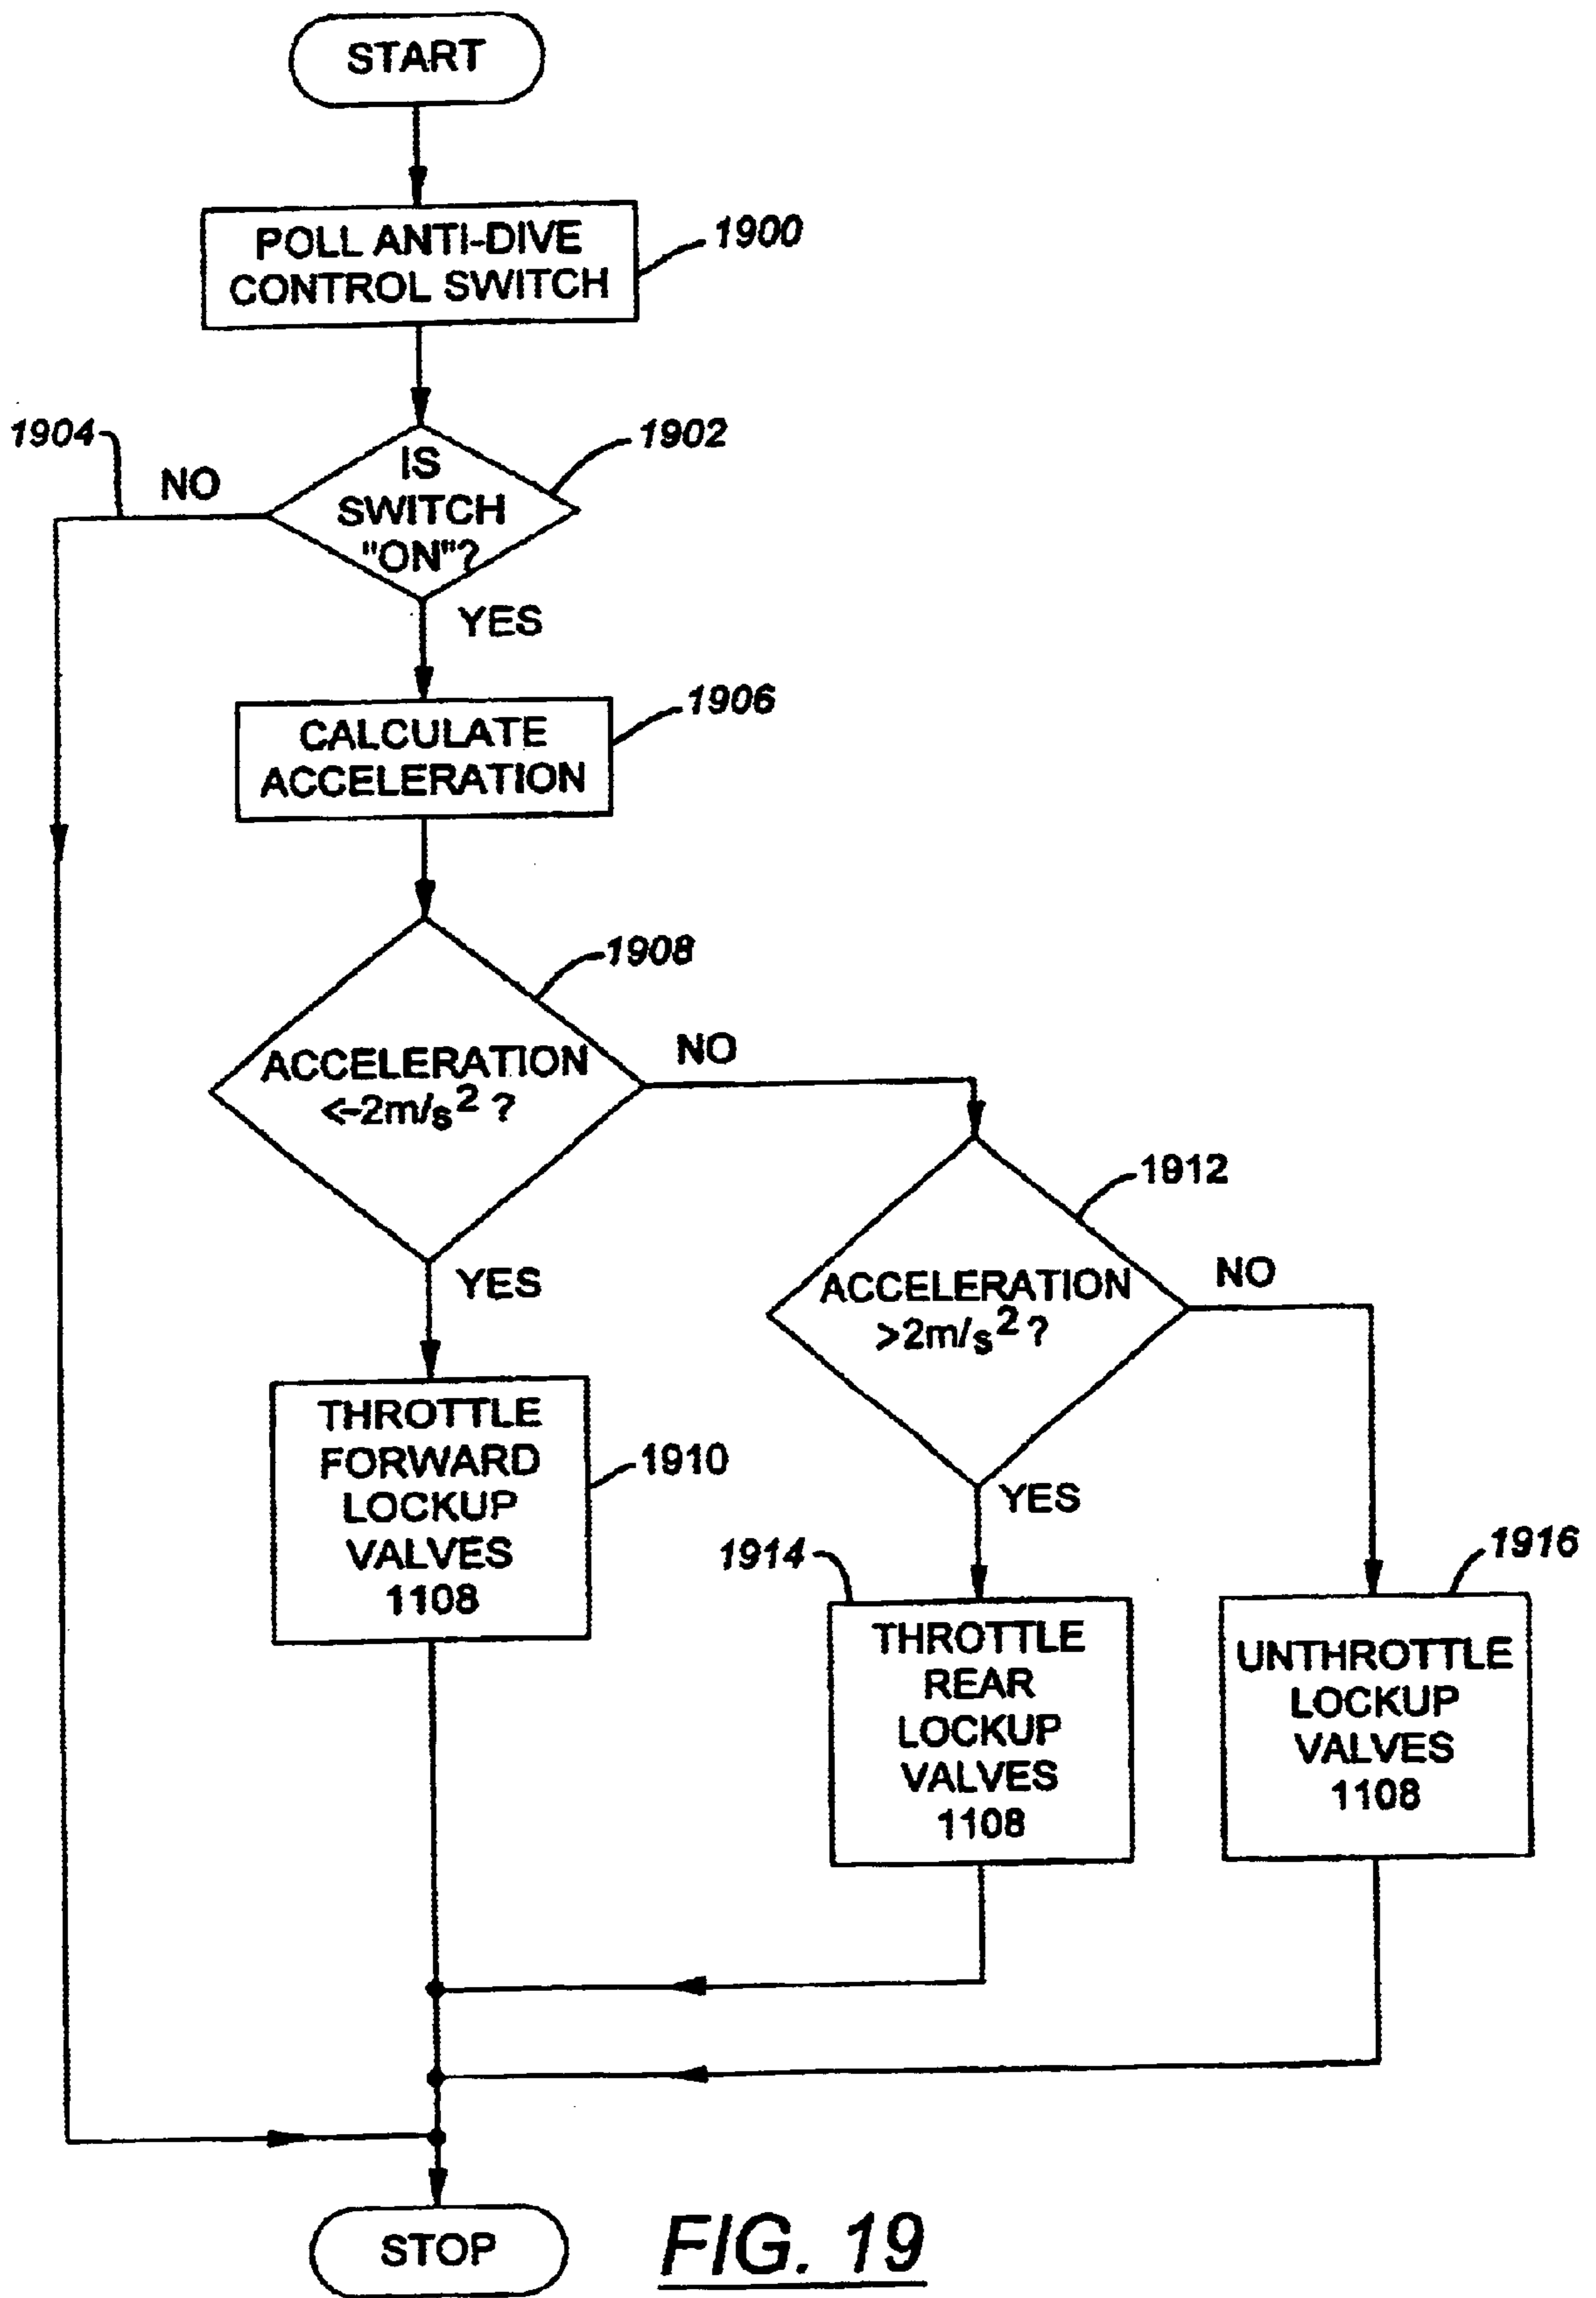 START
POLL ANTI-DIVE
CONTROL SWITCH
1900
1904
NO
IS
SWITCH
"ON"?
1902
YES
CALCULATE
ACCELERATION
1906
1908
ACCELERATION
<-2m/s²?
NO
YES
1912
ACCELERATION
>2m/s²?
NO
YES
THROTTLE
FORWARD
LOCKUP
VALVES
1108
1910
1914
THROTTLE
REAR
LOCKUP
VALVES
1108
1916
UNTHROTTLE
LOCKUP
VALVES
1108
STOP
FIG. 19